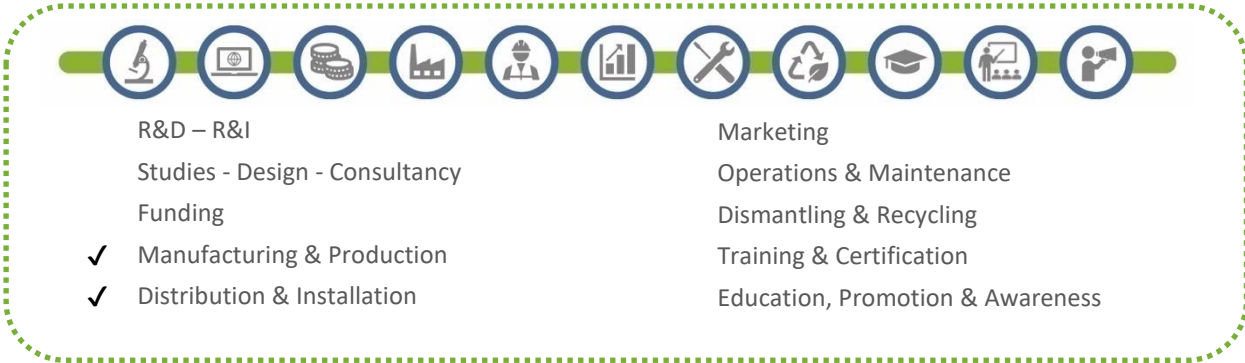 R&D – R&I
Studies - Design - Consultancy
Funding
✓ Manufacturing & Production
✓ Distribution & Installation
Marketing
Operations & Maintenance
Dismantling & Recycling
Training & Certification
Education, Promotion & Awareness